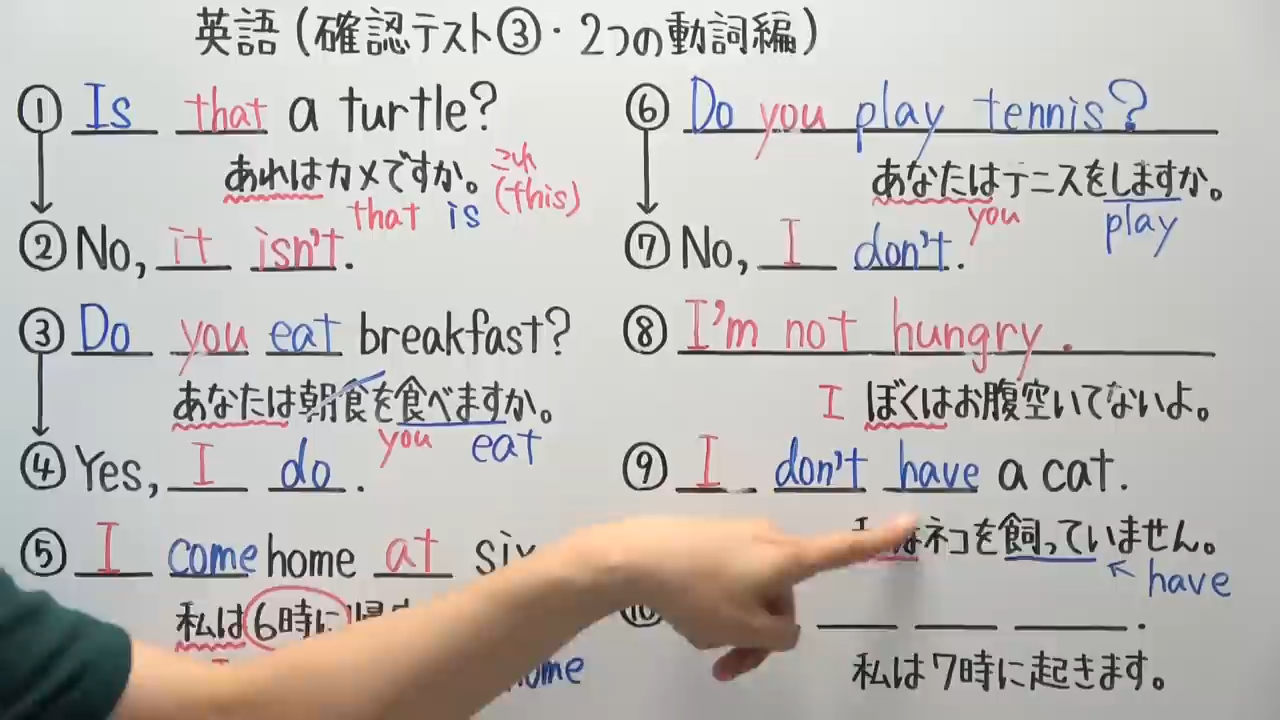 英語(確認テスト③・2つの動詞編)
① Is that a turtle?
あれはカメですか。
これ
(this)
that is
② No, it isn't.
③ Do you eat breakfast?
あなたは朝食を食べますか。
you eat
④ Yes, I do.
⑤ I come home at
私は6時に
home
⑥ Do you play tennis?
あなたはテニスをしますか。
you play
⑦ No, I don't.
⑧ I'm not hungry.
I ぼくはお腹空いてないよ。
⑨ I don't have a cat.
はネコを飼っていません。
have
⑩ .
私は7時に起きます。